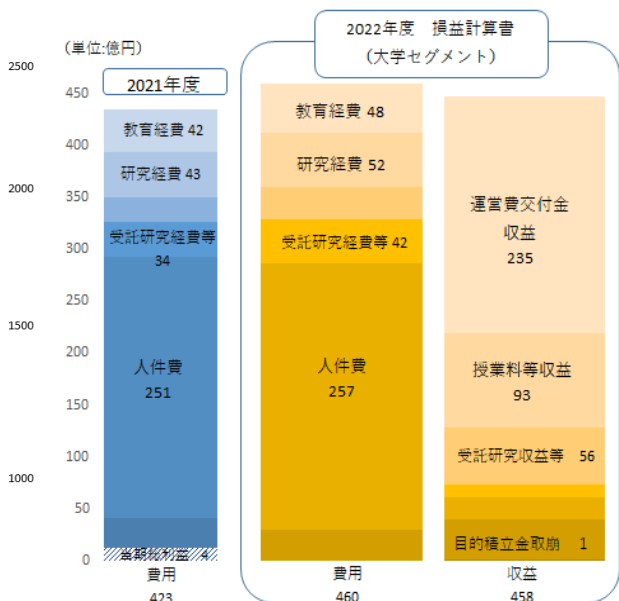 2022年度 損益計算書
（大学セグメント）
（単位:億円）
2021年度
2500
2000
1500
1000
450
400
350
300
250
200
150
100
50
0
教育経費 42
研究経費 43
受託研究経費等
34
人件費
251
4
費用
423
教育経費 48
研究経費 52
受託研究経費等 42
人件費
257
費用
460
運営費交付金
収益
235
授業料等収益
93
受託研究収益等 56
目的積立金取崩 1
収益
458